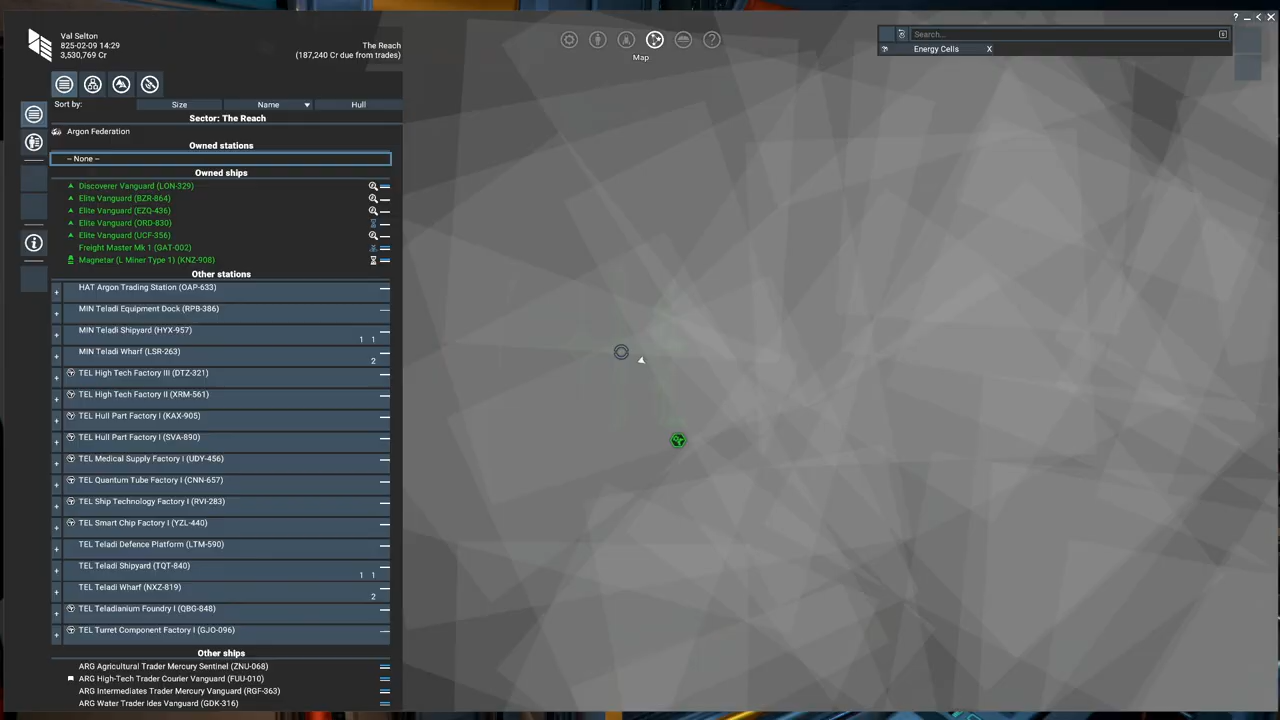 Val Selton
825-02-09 14:29
3,530,769 Cr
The Reach
(187,240 Cr due from trades)
?
Map
Search...
Energy Cells X
Sort by: Size Name Hull
Sector: The Reach
Argon Federation
Owned stations
-- None --
Owned ships
Discoverer Vanguard (LON-329)
Elite Vanguard (BZR-864)
Elite Vanguard (EZQ-436)
Elite Vanguard (ORD-830)
Elite Vanguard (UCF-356)
Freight Master Mk 1 (GAT-002)
Magnetar (L Miner Type 1) (KNZ-908)
Other stations
+ HAT Argon Trading Station (OAP-633)
+ MIN Teladi Equipment Dock (RPB-386)
+ MIN Teladi Shipyard (HYX-957)
1 1
+ MIN Teladi Wharf (LSR-263)
2
+ TEL High Tech Factory III (DTZ-321)
+ TEL High Tech Factory II (XRM-561)
+ TEL Hull Part Factory I (KAX-905)
+ TEL Hull Part Factory I (SVA-890)
+ TEL Medical Supply Factory I (UDY-456)
+ TEL Quantum Tube Factory I (CNN-657)
+ TEL Ship Technology Factory I (RVI-283)
+ TEL Smart Chip Factory I (YZL-440)
+ TEL Teladi Defence Platform (LTM-590)
+ TEL Teladi Shipyard (TQT-840)
1 1
+ TEL Teladi Wharf (NXZ-819)
2
+ TEL Teladianium Foundry I (QBG-848)
+ TEL Turret Component Factory I (GJO-096)
Other ships
ARG Agricultural Trader Mercury Sentinel (ZNU-068)
ARG High-Tech Trader Courier Vanguard (FUU-010)
ARG Intermediates Trader Mercury Vanguard (RGF-363)
ARG Water Trader Ides Vanguard (GDK-316)